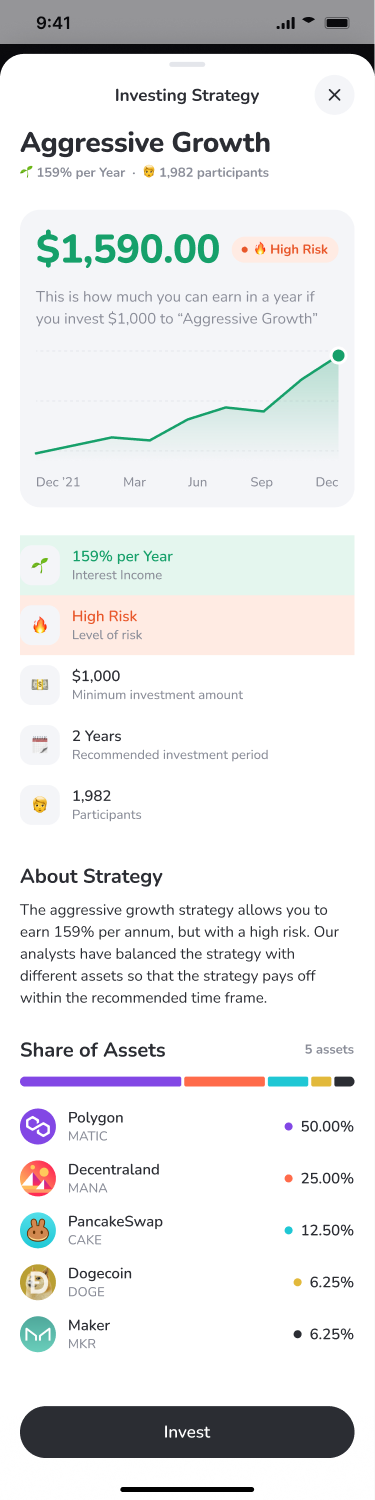 9:41
Investing Strategy
Aggressive Growth
159% per Year · 1,982 participants
$1,590.00
High Risk
This is how much you can earn in a year if
you invest $1,000 to “Aggressive Growth”
Dec ’21 Mar Jun Sep Dec
159% per Year
Interest Income
High Risk
Level of risk
$1,000
Minimum investment amount
2 Years
Recommended investment period
1,982
Participants
About Strategy
The aggressive growth strategy allows you to
earn 159% per annum, but with a high risk. Our
analysts have balanced the strategy with
different assets so that the strategy pays off
within the recommended time frame.
Share of Assets 5 assets
Polygon
MATIC
50.00%
Decentraland
MANA
25.00%
PancakeSwap
CAKE
12.50%
Dogecoin
DOGE
6.25%
Maker
MKR
6.25%
Invest